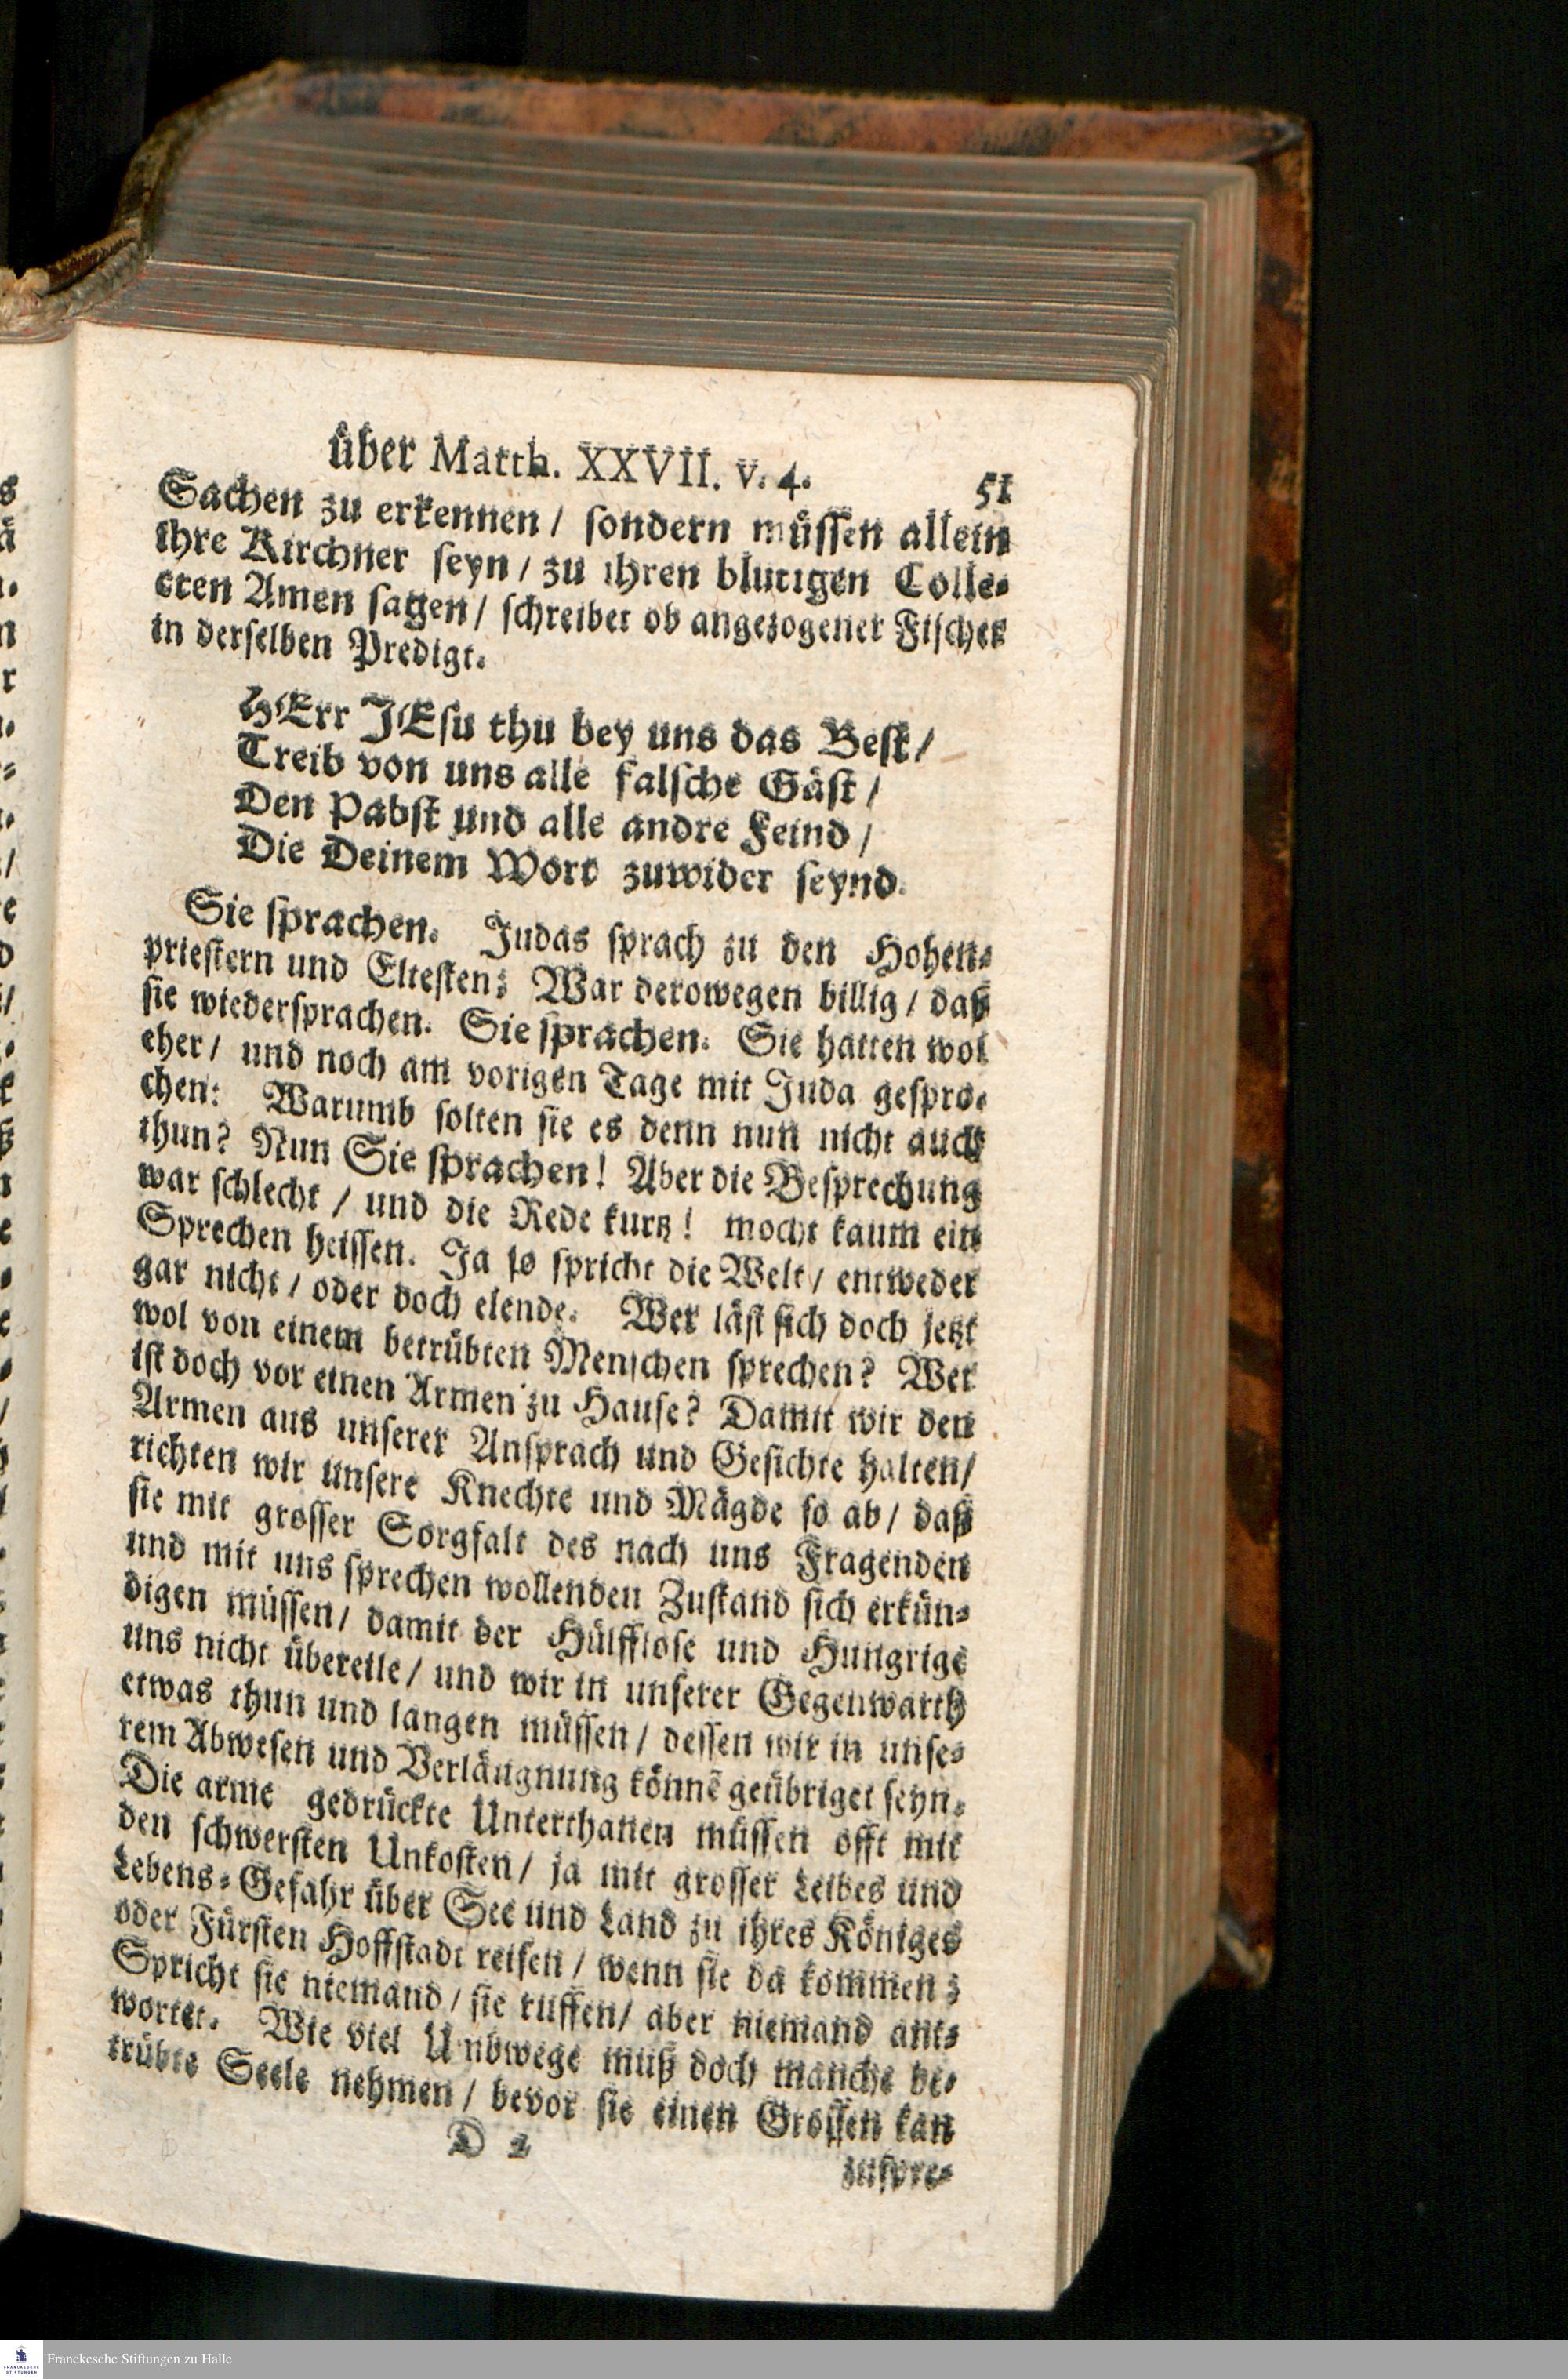 über Matth. XXVII. v. 4. 51
Sachen zu erkennen / sondern müssen allein
ihre Kirchner seyn / zu ihren blutigen Colle-
cten Amen sagen / schreibet ob angezogener Fischer
in derselben Predigt.
HErr JEsu thu bey uns das Best /
Treib von uns alle falsche Gäst /
Den Pabst und alle andre Feind /
Die Deinem Wort zuwider seynd.
Sie sprachen. Judas sprach zu den Hohen-
priestern und Eltesten; War derowegen billig / daß
sie wiedersprachen. Sie sprachen. Sie hatten wol
eher / und noch am vorigen Tage mit Juda gespro-
chen: Warumb solten sie es denn nun nicht auch
thun? Nun Sie sprachen! Aber die Besprechung
war schlecht / und die Rede kurtz! mocht kaum ein
Sprechen heissen. Ja so spricht die Welt / entweder
gar nicht / oder doch elende. Wer läst sich doch jetzt
wol von einem betrübten Menschen sprechen? Wer
ist doch vor einen Armen zu Hause? Damit wir den
Armen aus unserer Ansprach und Gesichte halten /
richten wir unsere Knechte und Mägde so ab / daß
sie mit grosser Sorgfalt des nach uns Fragenden
und mit uns sprechen wollenden Zustand sich erkün-
digen müssen / damit der Hülfflose und Hungrige
uns nicht übereile / und wir in unserer Gegenwarth
etwas thun und langen müssen / dessen wir in unse-
rem Abwesen und Verläugnung könnē geübriget seyn.
Die arme gedrückte Unterthanen müssen offt mit
den schwersten Unkosten / ja mit grosser Leibes und
Lebens-Gefahr über See und Land zu ihres Königes
oder Fürsten Hoffstadt reisen / wenn sie da kommen;
Spricht sie niemand / sie ruffen / aber niemand ant-
wortet. Wie viel Umbwege muß doch manche be-
trübte Seele nehmen / bevor sie einen Grossen kan
D 2
zuspre-
Franckesche Stiftungen zu Halle
FRANCKESCHE
STIFTUNGEN